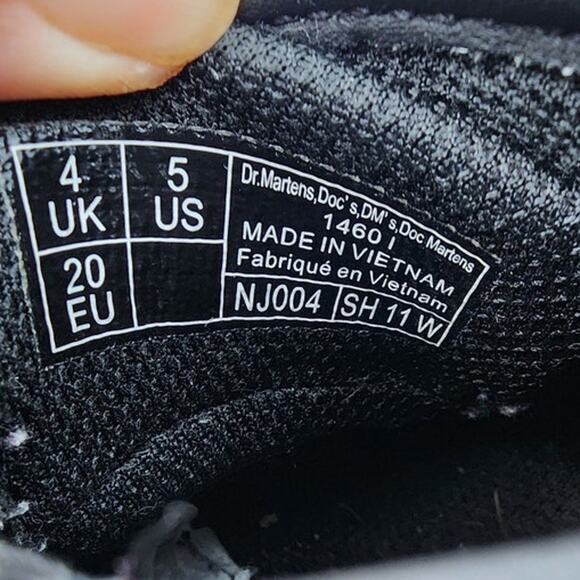 4
UK
5
US
20
EU
Dr.Martens,Doc's,DM's,Doc Martens
1460 I
MADE IN VIETNAM
Fabriqué en Vietnam
NJ004
SH 11 W